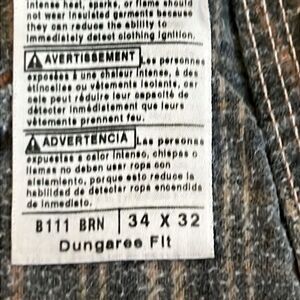 intense heat, sparks, or flame should
not wear insulated garments because
they can reduce the ability to
immediately detect clothing ignition.
AVERTISSEMENT Les personnes
exposées à une chaleur intense, à des
étincelles ou vêtements isolants, car
cela peut réduire leur capacité de
détecter immédiatement que leurs
vêtements prennent feu.
ADVERTENCIA Las personas
expuestas a calor intenso, chispas o
llamas no deben usar ropa con
aislamiento, porque esto reduce la
habilidad de detectar ropa encendida
de inmediato.
B111 BRN 34 X 32
Dungaree Fit